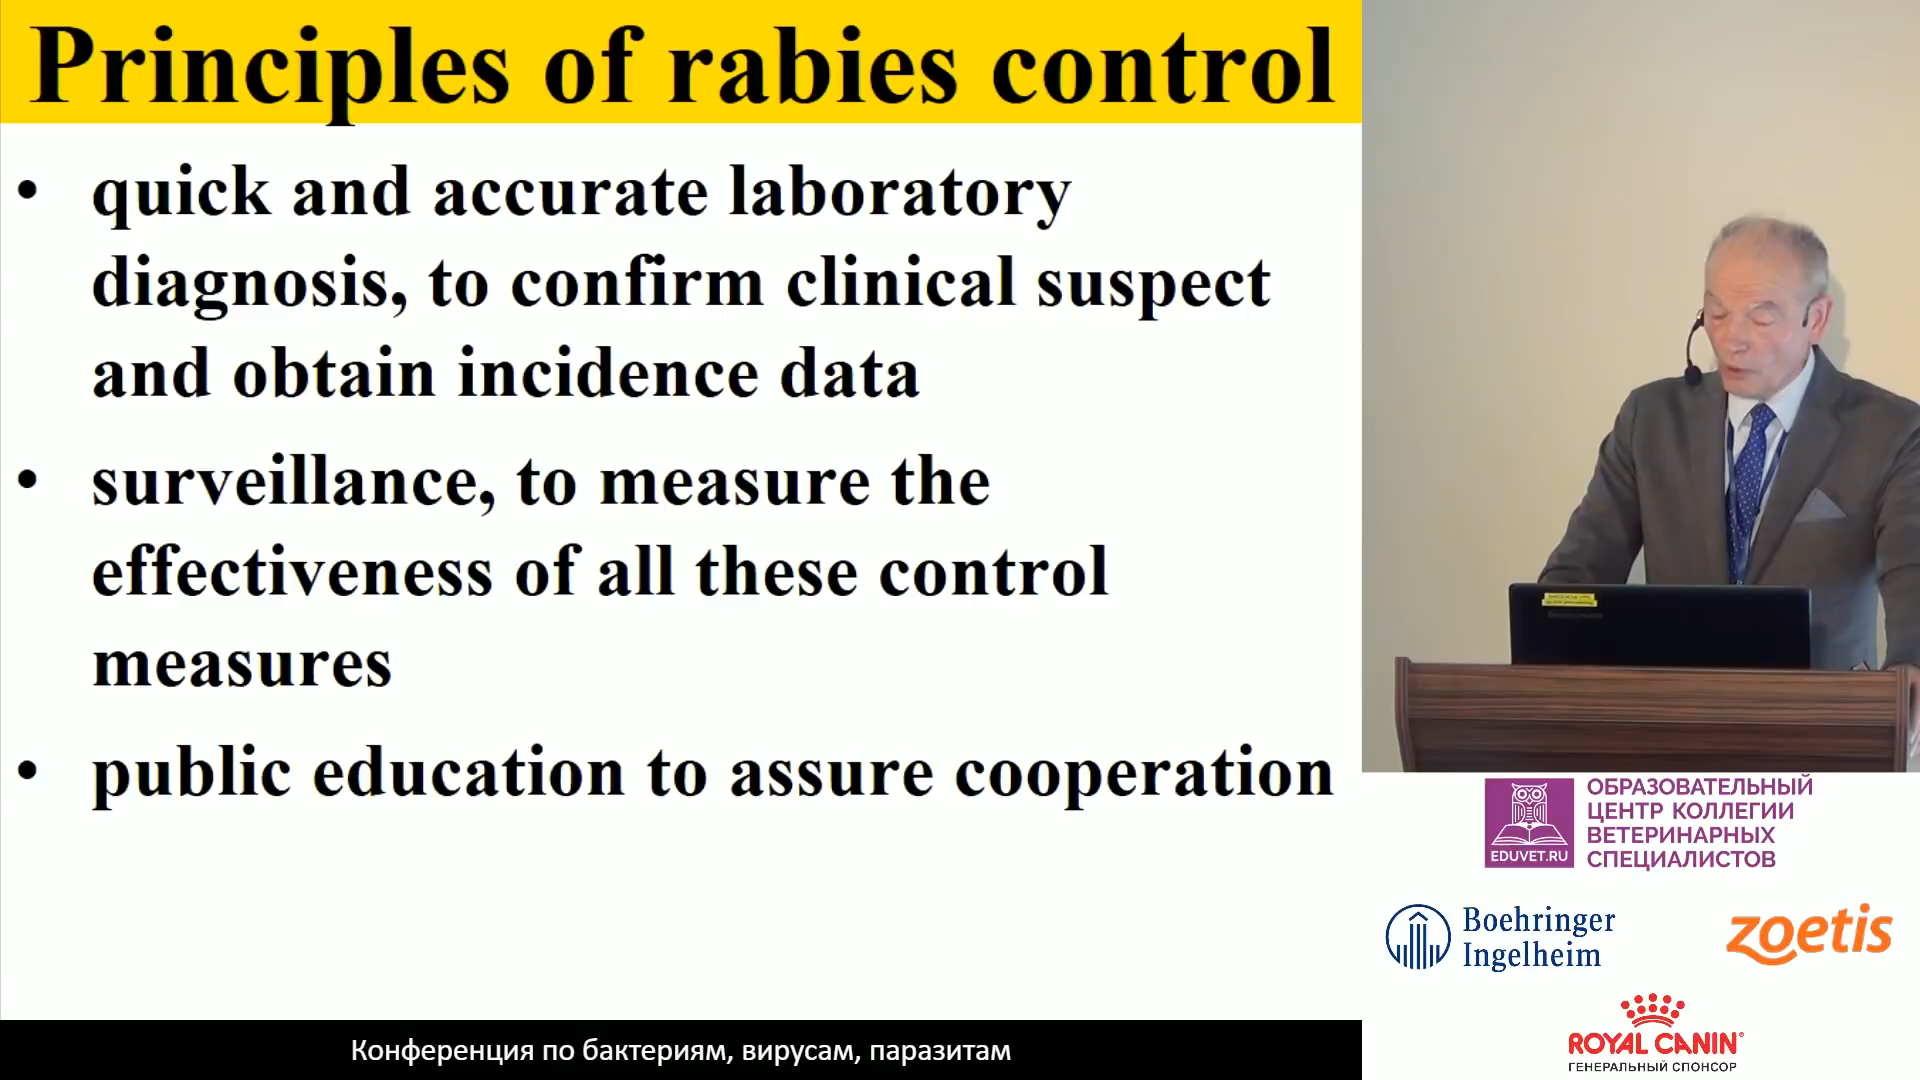 Principles of rabies control
• quick and accurate laboratory
diagnosis, to confirm clinical suspect
and obtain incidence data
• surveillance, to measure the
effectiveness of all these control
measures
• public education to assure cooperation
EDUVET.RU
ОБРАЗОВАТЕЛЬНЫЙ
ЦЕНТР КОЛЛЕГИИ
ВЕТЕРИНАРНЫХ
СПЕЦИАЛИСТОВ
Boehringer
Ingelheim
zoetis
ROYAL CANIN
ГЕНЕРАЛЬНЫЙ СПОНСОР
Конференция по бактериям, вирусам, паразитам